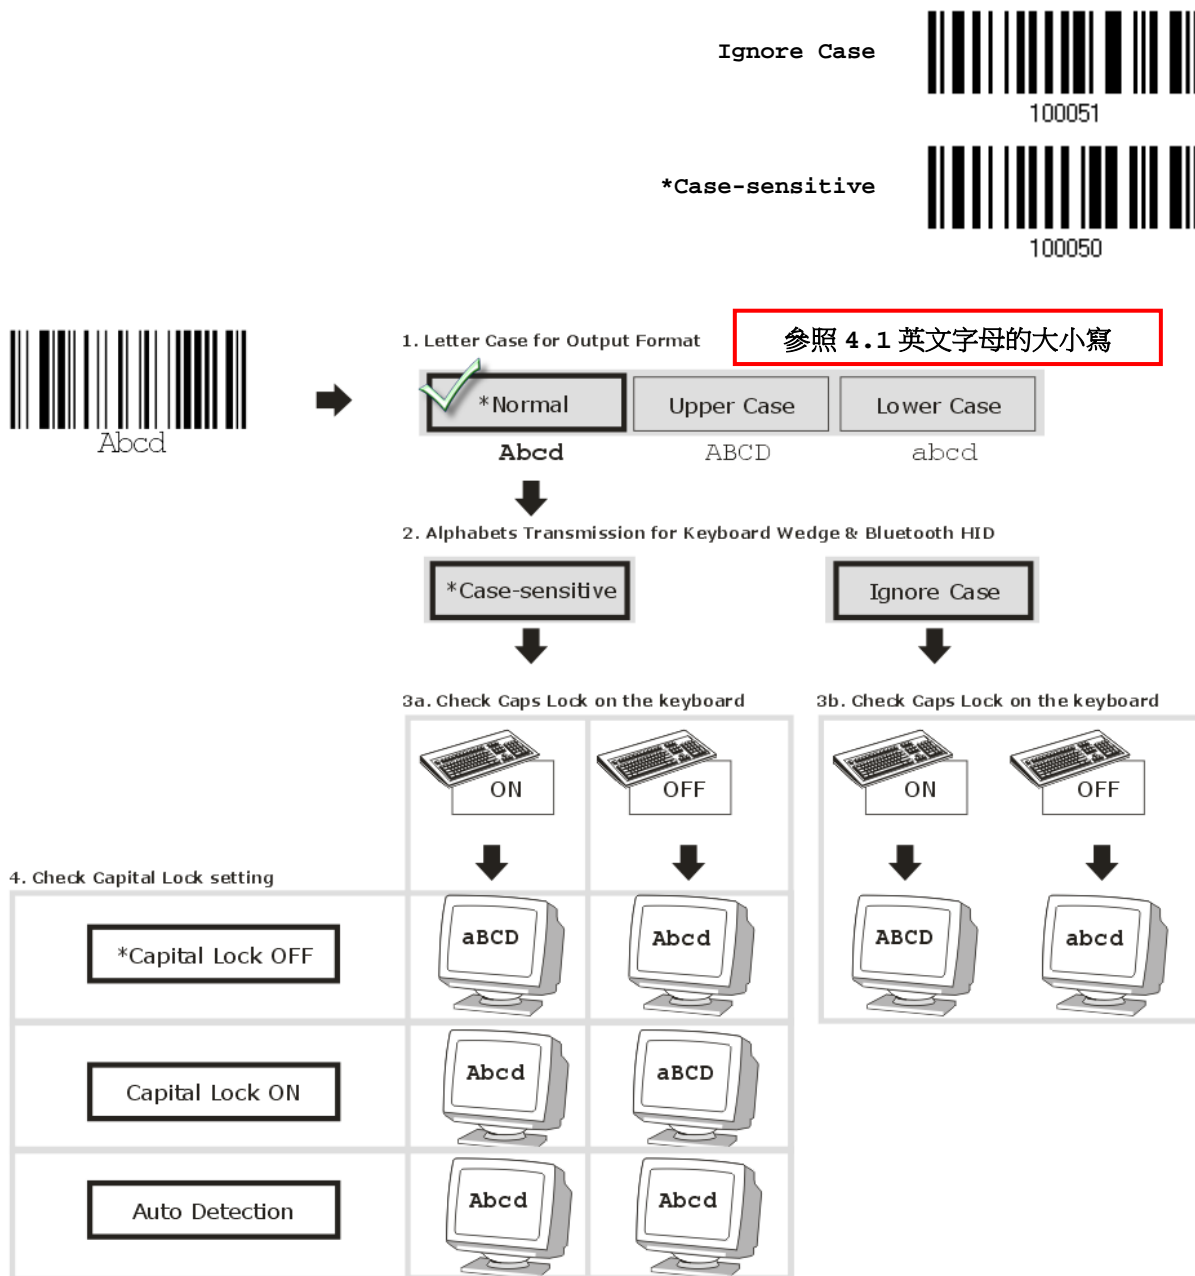 Ignore Case
100051
*Case-sensitive
100050
Abcd
1. Letter Case for Output Format
參照 4.1 英文字母的大小寫
*Normal
Upper Case
Lower Case
Abcd
ABCD
abcd
2. Alphabets Transmission for Keyboard Wedge & Bluetooth HID
*Case-sensitive
Ignore Case
3a. Check Caps Lock on the keyboard
3b. Check Caps Lock on the keyboard
ON
OFF
ON
OFF
4. Check Capital Lock setting
*Capital Lock OFF
aBCD
Abcd
ABCD
abcd
Capital Lock ON
Abcd
aBCD
Auto Detection
Abcd
Abcd